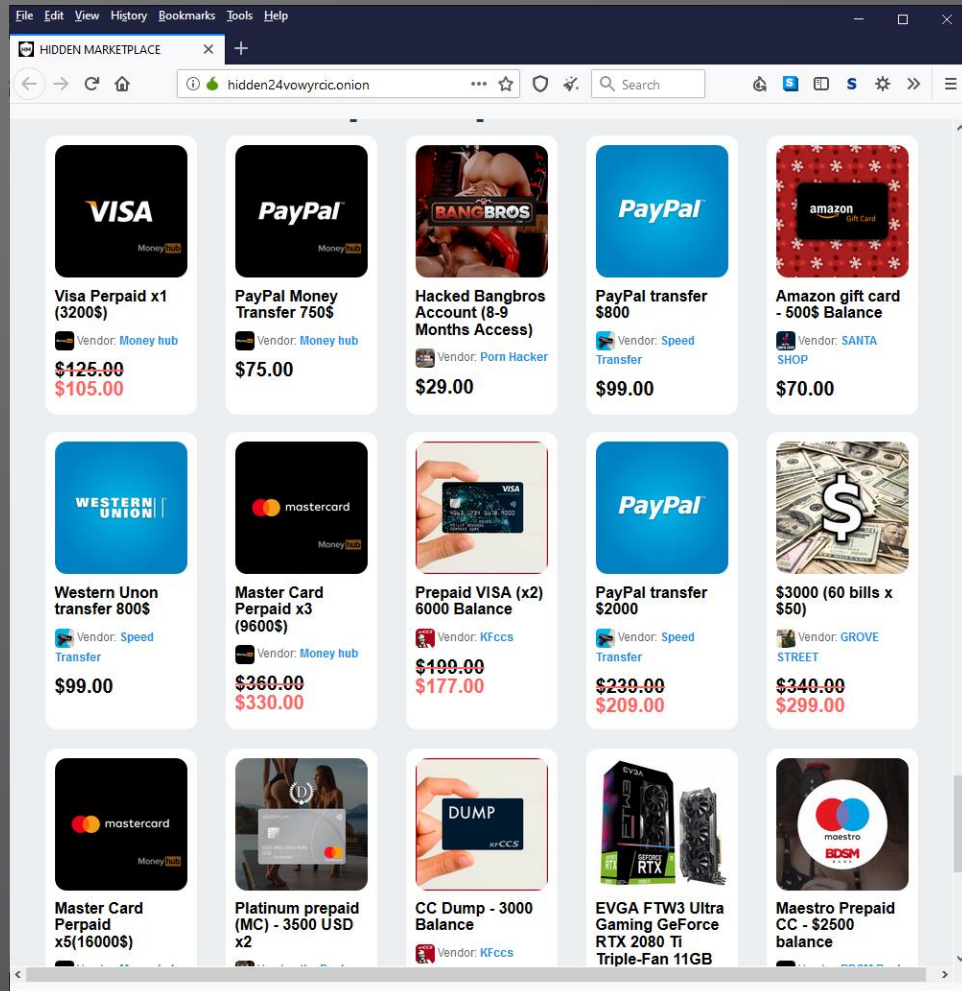 File Edit View History Bookmarks Tools Help
HIDDEN MARKETPLACE
hidden24vowyrcic.onion
Search
VISA
Moneyhub
PayPal
Moneyhub
BANGBROS
PayPal
amazon
Gift Card
Visa Perpaid x1
(3200$)
Vendor: Money hub
$125.00
$105.00
PayPal Money
Transfer 750$
Vendor: Money hub
$75.00
Hacked Bangbros
Account (8-9
Months Access)
Vendor: Porn Hacker
$29.00
PayPal transfer
$800
Vendor: Speed
Transfer
$99.00
Amazon gift card
- 500$ Balance
Vendor: SANTA
SHOP
$70.00
WESTERN
UNION
mastercard
Moneyhub
VISA
PayPal
$
Western Unon
transfer 800$
Vendor: Speed
Transfer
$99.00
Master Card
Perpaid x3
(9600$)
Vendor: Money hub
$360.00
$330.00
Prepaid VISA (x2)
6000 Balance
Vendor: KFccs
$199.00
$177.00
PayPal transfer
$2000
Vendor: Speed
Transfer
$239.00
$209.00
$3000 (60 bills x
$50)
Vendor: GROVE
STREET
$340.00
$299.00
mastercard
Moneyhub
D
platinum
DUMP
KFCCS
EVGA
FTW3
GEFORCE
RTX
maestro
BDSM
BANK
Master Card
Perpaid
x5(16000$)
Platinum prepaid
(MC) - 3500 USD
x2
CC Dump - 3000
Balance
Vendor: KFccs
EVGA FTW3 Ultra
Gaming GeForce
RTX 2080 Ti
Triple-Fan 11GB
Maestro Prepaid
CC - $2500
balance